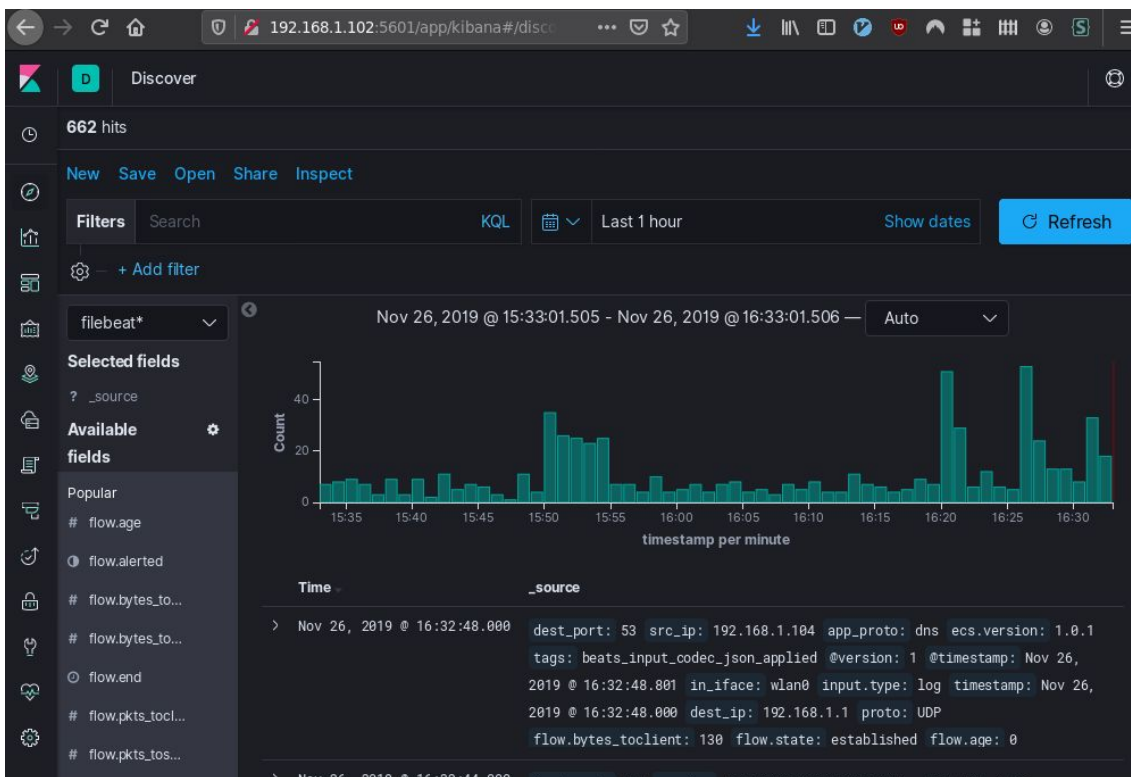 192.168.1.102:5601/app/kibana#/disc
D Discover
662 hits
New Save Open Share Inspect
Filters Search KQL Last 1 hour Show dates Refresh
+ Add filter
filebeat*
Nov 26, 2019 @ 15:33:01.505 - Nov 26, 2019 @ 16:33:01.506 — Auto
Selected fields
? _source
Available fields
Popular
# flow.age
flow.alerted
# flow.bytes_to...
# flow.bytes_to...
flow.end
# flow.pkts_tocl...
# flow.pkts_tos...
Count
40
20
0
15:35 15:40 15:45 15:50 15:55 16:00 16:05 16:10 16:15 16:20 16:25 16:30
timestamp per minute
Time _source
Nov 26, 2019 @ 16:32:48.000
dest_port: 53 src_ip: 192.168.1.104 app_proto: dns ecs.version: 1.0.1
tags: beats_input_codec_json_applied @version: 1 @timestamp: Nov 26,
2019 @ 16:32:48.801 in_iface: wlan0 input.type: log timestamp: Nov 26,
2019 @ 16:32:48.000 dest_ip: 192.168.1.1 proto: UDP
flow.bytes_toclient: 130 flow.state: established flow.age: 0